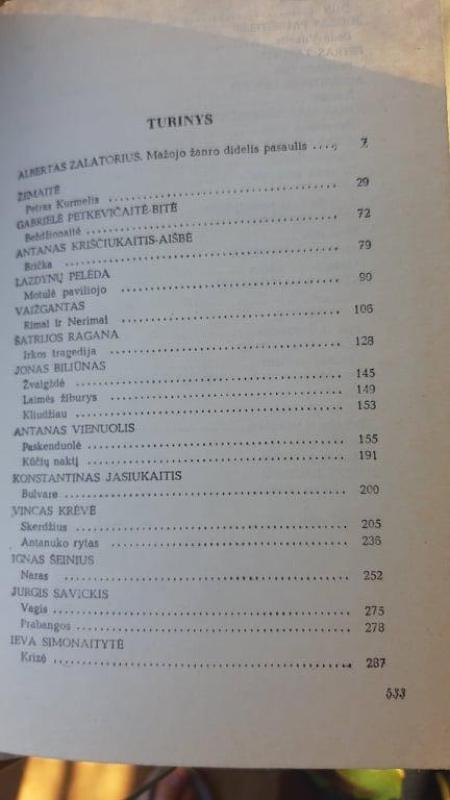 TURINYS
ALBERTAS ZALATORIUS. Mažojo žanro didelis pasaulis .... 7
ŽEMAITĖ
Petras Kurmelis ........ 29
GABRIELĖ PETKEVIČAITĖ-BITĖ
Bebdžionaitė ........ 72
ANTANAS KRIŠČIUKAITIS-AIŠBĖ
Brička ........ 79
LAZDYNŲ PELĖDA
Motulė paviliojo ........ 90
VAIŽGANTAS
Rimai ir Nerimai ........ 106
ŠATRIJOS RAGANA
Irkos tragedija ........ 128
JONAS BILIŪNAS
Žvaigždė ........ 145
Laimės žiburys ........ 149
Kliudžiau ........ 153
ANTANAS VIENUOLIS
Paskenduolė ........ 155
Kūčių naktį ........ 191
KONSTANTINAS JASIUKAITIS
Bulvare ........ 200
VINCAS KRĖVĖ
Skerdžius ........ 205
Antanuko rytas ........ 236
IGNAS ŠEINIUS
Naras ........ 252
JURGIS SAVICKIS
Vagis ........ 275
Prabangos ........ 278
IEVA SIMONAITYTĖ
Krizė ........ 287
533